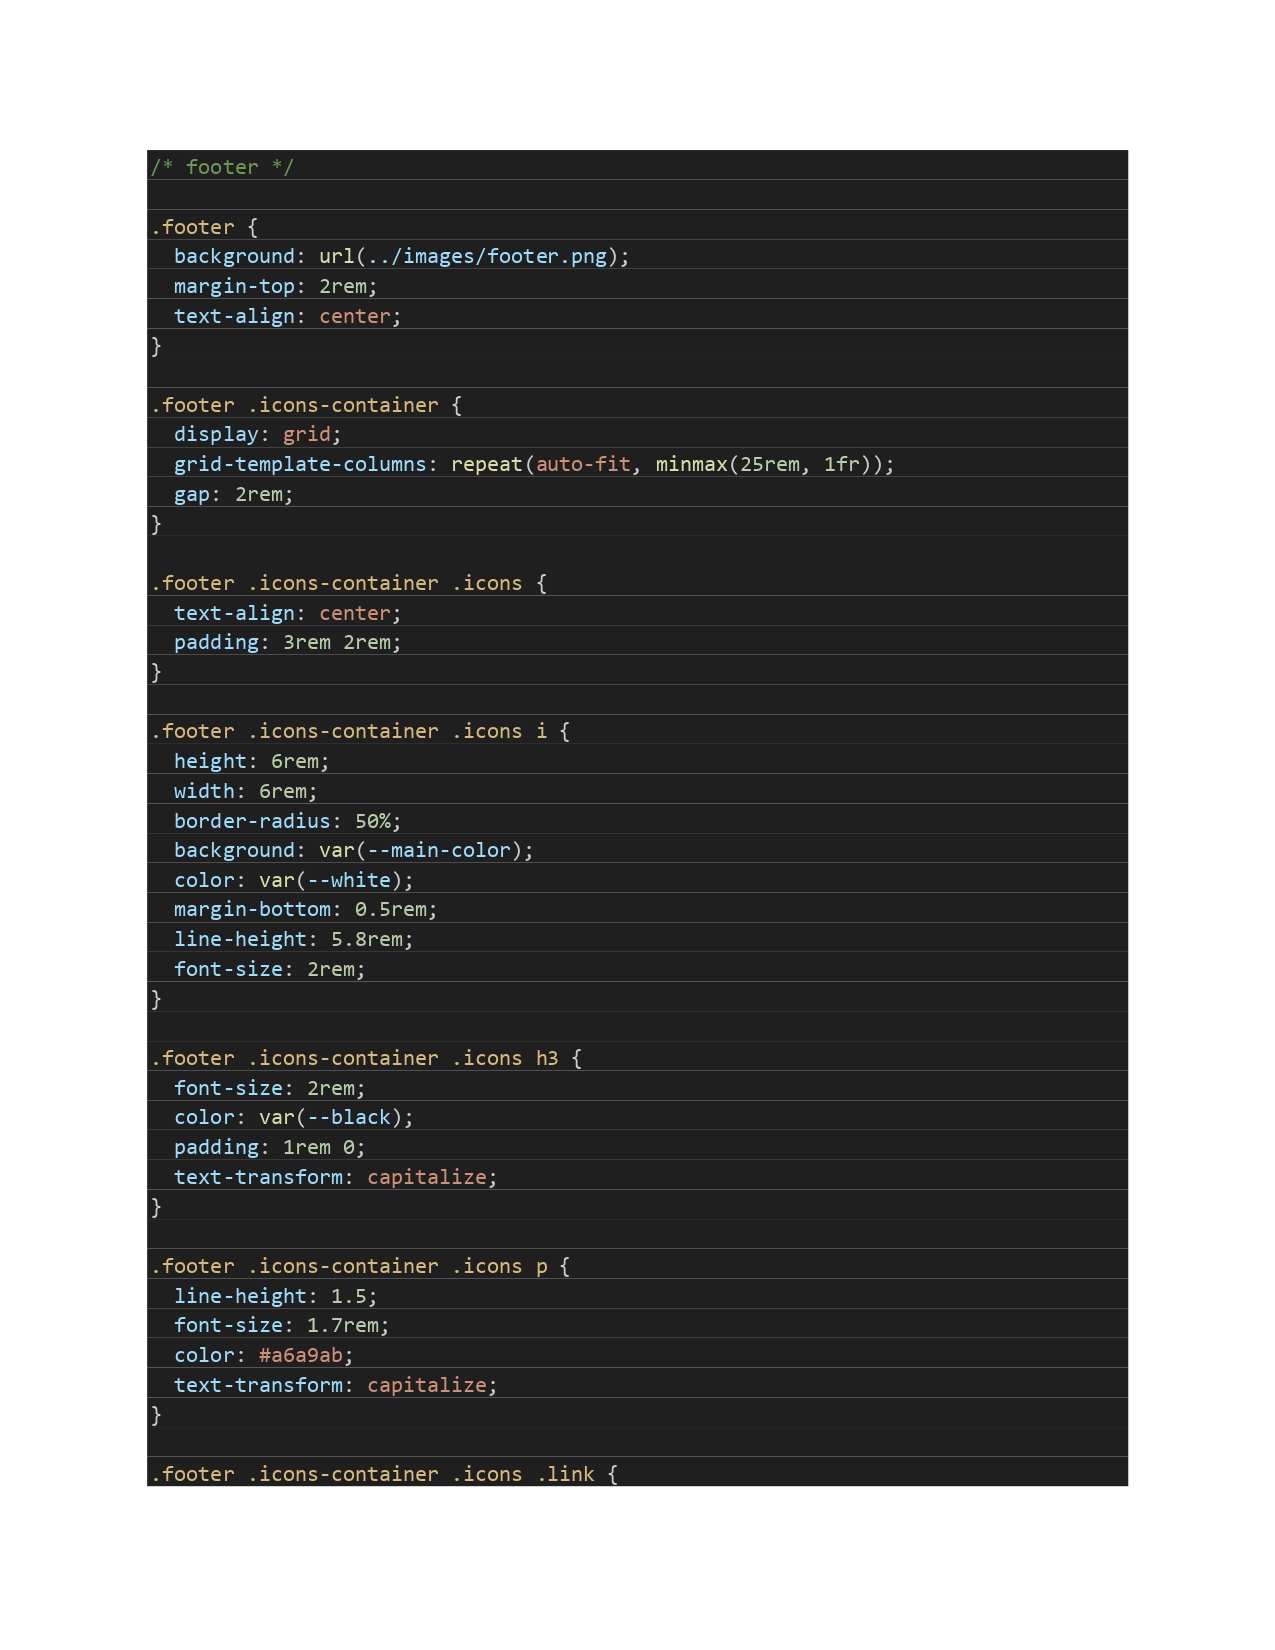 /* footer */

.footer {
  background: url(../images/footer.png);
  margin-top: 2rem;
  text-align: center;
}

.footer .icons-container {
  display: grid;
  grid-template-columns: repeat(auto-fit, minmax(25rem, 1fr));
  gap: 2rem;
}

.footer .icons-container .icons {
  text-align: center;
  padding: 3rem 2rem;
}

.footer .icons-container .icons i {
  height: 6rem;
  width: 6rem;
  border-radius: 50%;
  background: var(--main-color);
  color: var(--white);
  margin-bottom: 0.5rem;
  line-height: 5.8rem;
  font-size: 2rem;
}

.footer .icons-container .icons h3 {
  font-size: 2rem;
  color: var(--black);
  padding: 1rem 0;
  text-transform: capitalize;
}

.footer .icons-container .icons p {
  line-height: 1.5;
  font-size: 1.7rem;
  color: #a6a9ab;
  text-transform: capitalize;
}

.footer .icons-container .icons .link {